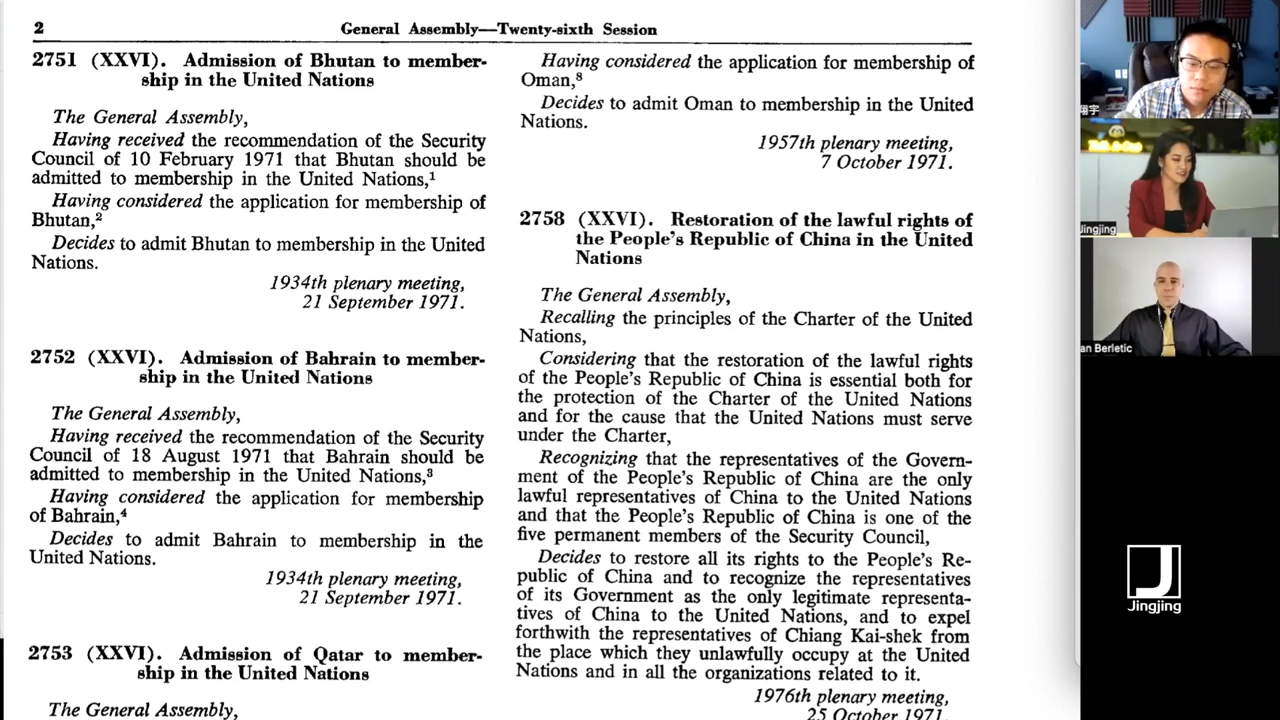 2
General Assembly—Twenty-sixth Session
2751 (XXVI). Admission of Bhutan to member-
ship in the United Nations
The General Assembly,
Having received the recommendation of the Security
Council of 10 February 1971 that Bhutan should be
admitted to membership in the United Nations,¹
Having considered the application for membership of
Bhutan,²
Decides to admit Bhutan to membership in the United
Nations.
1934th plenary meeting,
21 September 1971.
2752 (XXVI). Admission of Bahrain to member-
ship in the United Nations
The General Assembly,
Having received the recommendation of the Security
Council of 18 August 1971 that Bahrain should be
admitted to membership in the United Nations,³
Having considered the application for membership
of Bahrain,⁴
Decides to admit Bahrain to membership in the
United Nations.
1934th plenary meeting,
21 September 1971.
2753 (XXVI). Admission of Qatar to member-
ship in the United Nations
The General Assembly,
Having considered the application for membership of
Oman,⁸
Decides to admit Oman to membership in the United
Nations.
1957th plenary meeting,
7 October 1971.
2758 (XXVI). Restoration of the lawful rights of
the People's Republic of China in the United
Nations
The General Assembly,
Recalling the principles of the Charter of the United
Nations,
Considering that the restoration of the lawful rights
of the People's Republic of China is essential both for
the protection of the Charter of the United Nations
and for the cause that the United Nations must serve
under the Charter,
Recognizing that the representatives of the Govern-
ment of the People's Republic of China are the only
lawful representatives of China to the United Nations
and that the People's Republic of China is one of the
five permanent members of the Security Council,
Decides to restore all its rights to the People's Re-
public of China and to recognize the representatives
of its Government as the only legitimate representa-
tives of China to the United Nations, and to expel
forthwith the representatives of Chiang Kai-shek from
the place which they unlawfully occupy at the United
Nations and in all the organizations related to it.
1976th plenary meeting,
25 October 1971.
翔宇
Jingjing
an Berletic
Jingjing